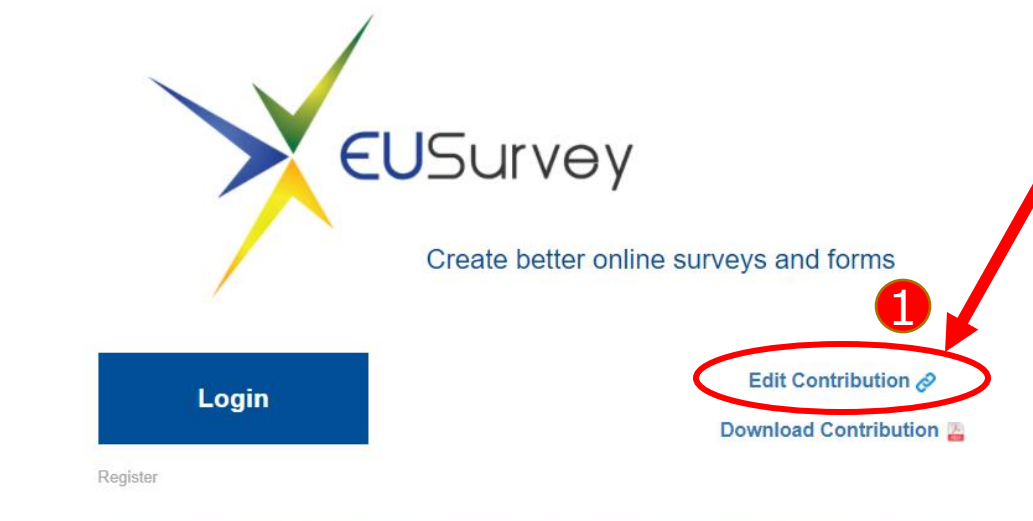 EUSurvey
Create better online surveys and forms
1
Edit Contribution
Login
Download Contribution
Register